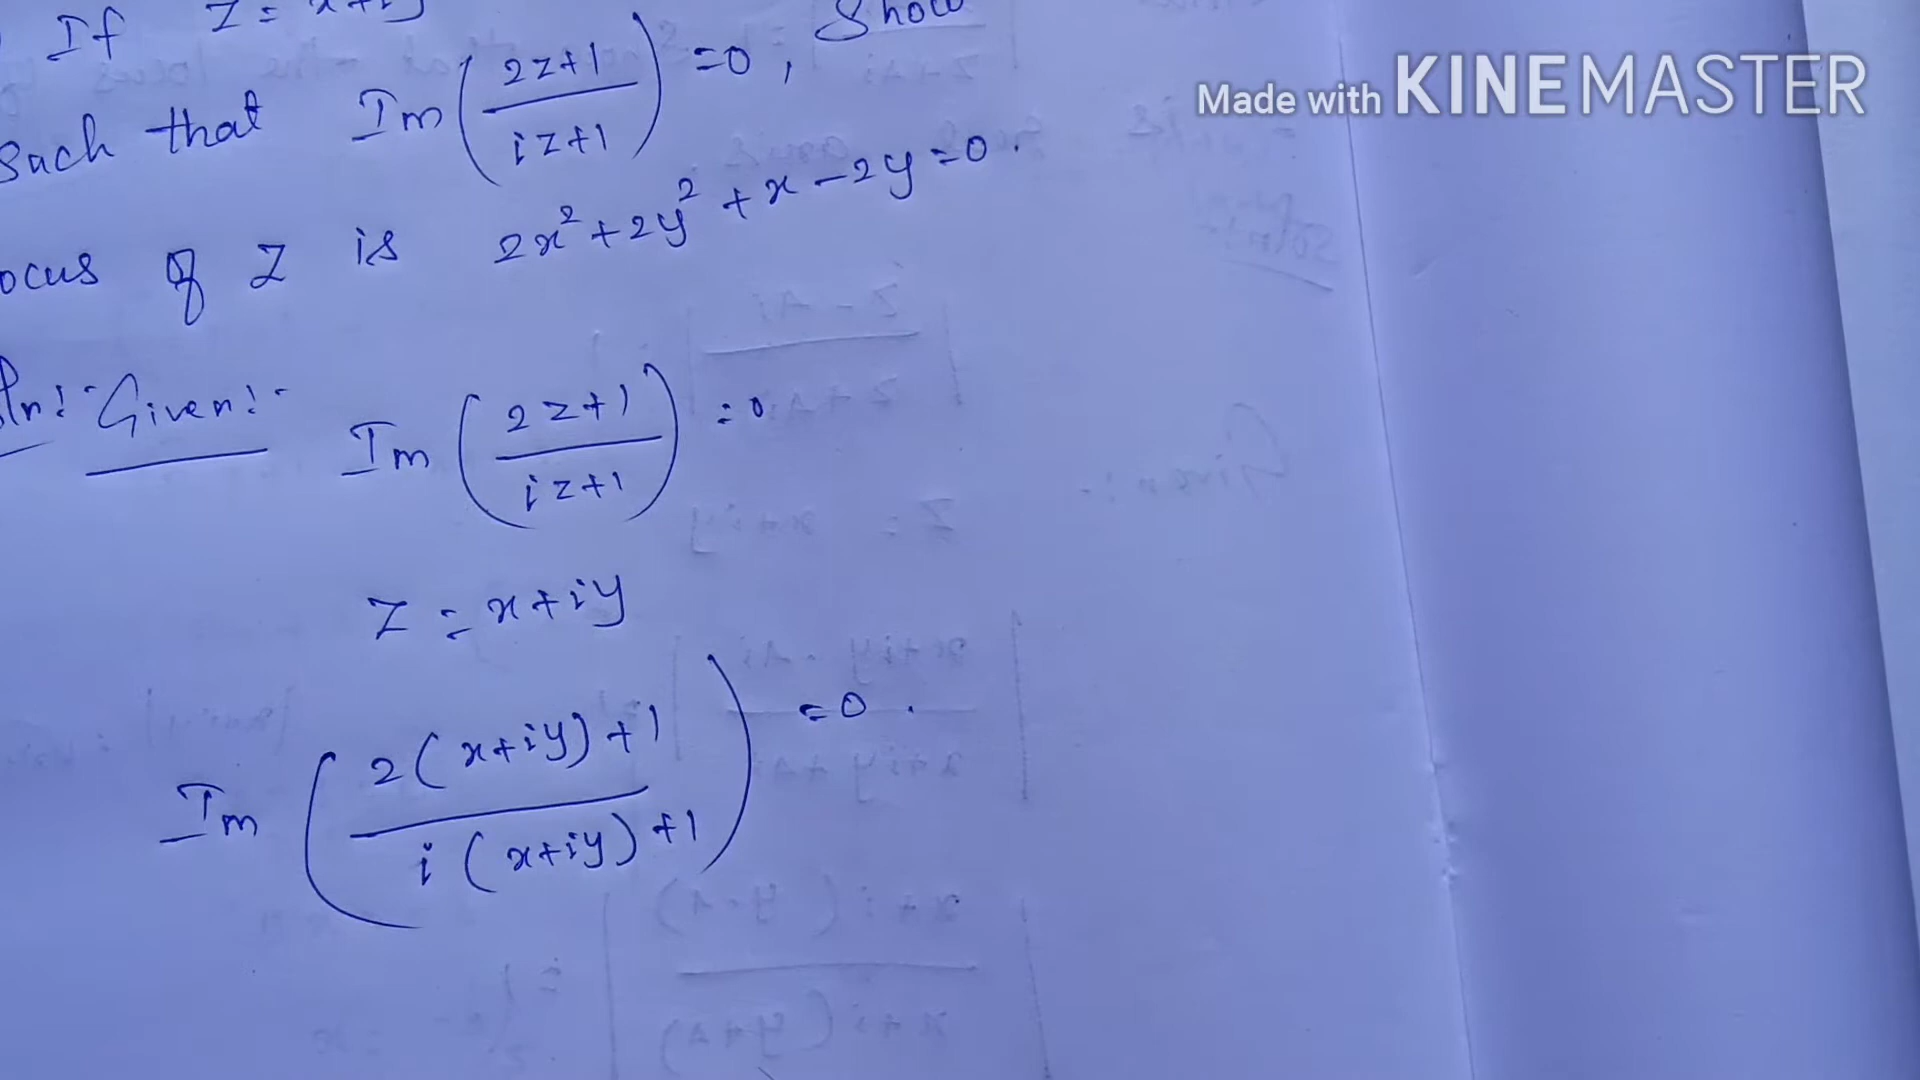 If Z = x+iy
Such that Im(2z+1/iz+1) =0, Show
ocus of Z is 2x²+2y²+x-2y=0.
ln:- Given:- Im(2z+1/iz+1) =0
Z = x+iy
Im(2(x+iy)+1/i(x+iy)+1) =0.
Made with KINEMASTER